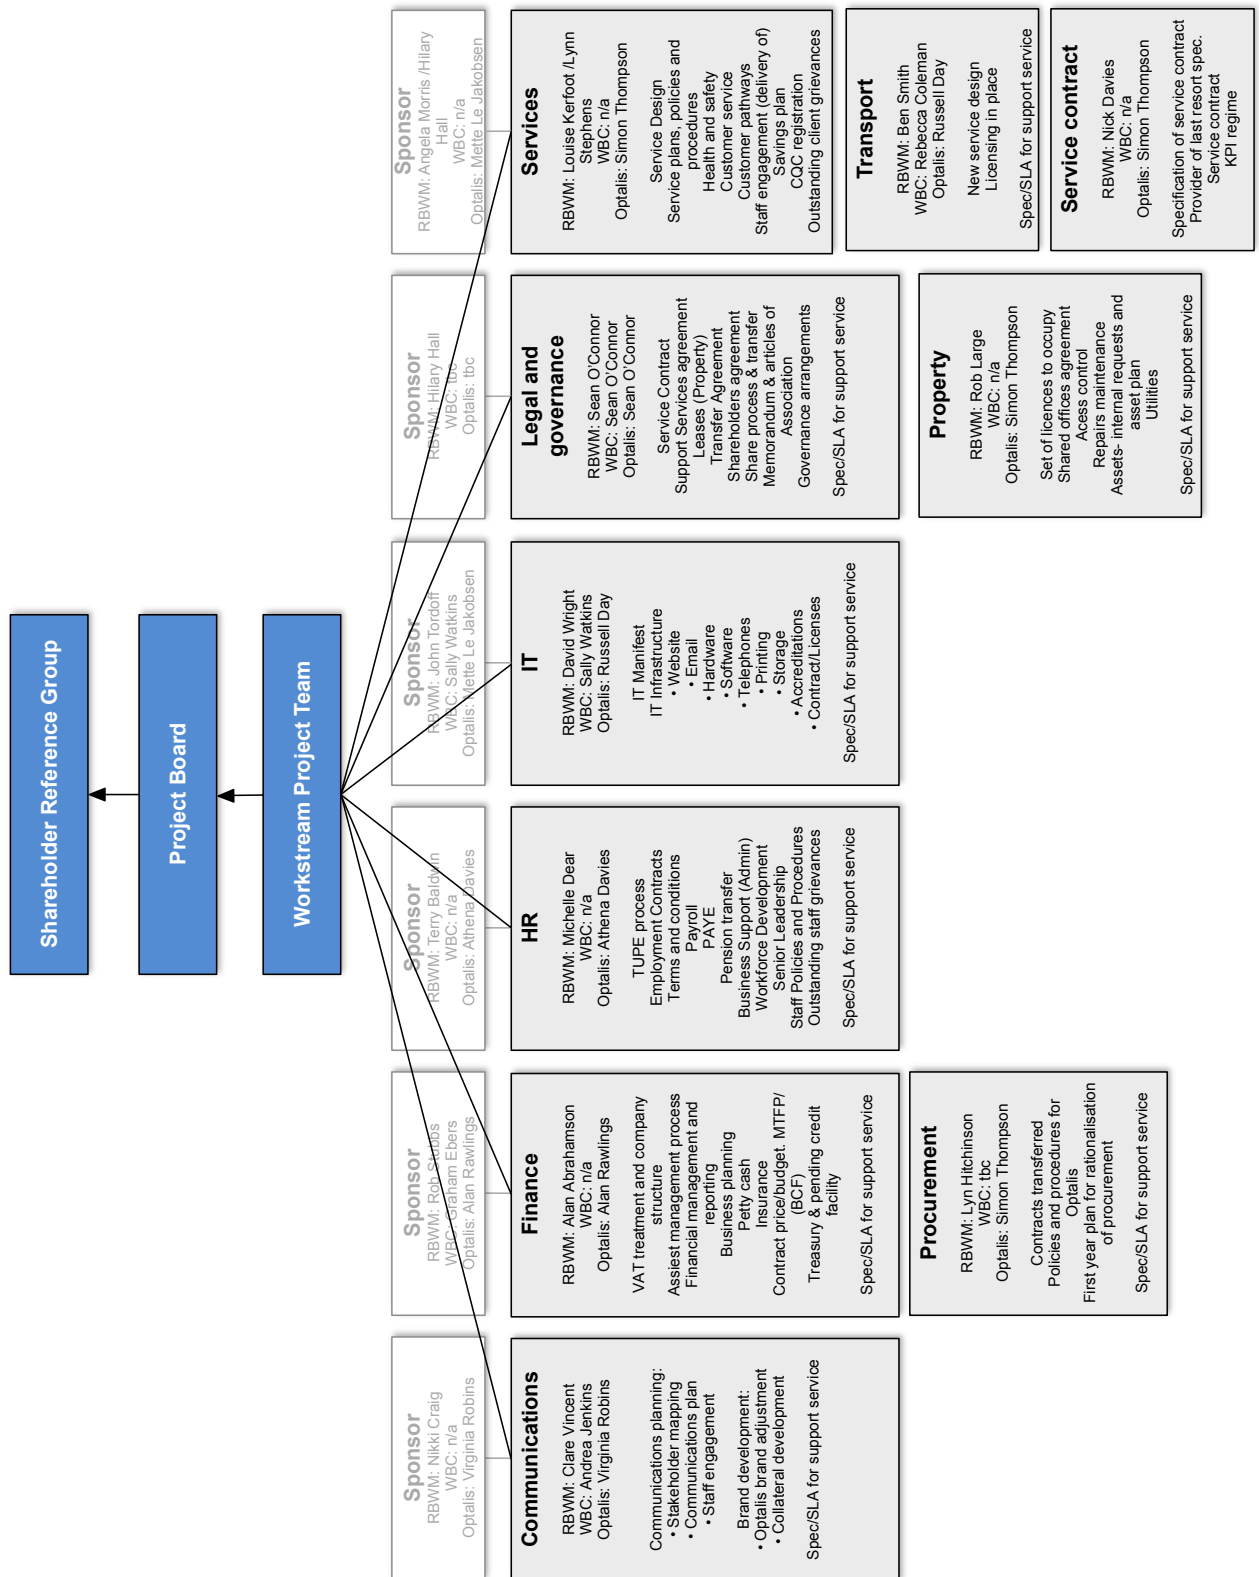 Shareholder Reference Group
Project Board
Workstream Project Team
Sponsor
RBWM: Nikki Craig
WBC: n/a
Optalis: Virginia Robins
Communications
RBWM: Clare Vincent
WBC: Andrea Jenkins
Optalis: Virginia Robins
Communications planning:
• Stakeholder mapping
• Communications plan
• Staff engagement
Brand development:
• Optalis brand adjustment
• Collateral development
Spec/SLA for support service
Sponsor
RBWM: Rob Stubbs
WBC: Graham Ebers
Optalis: Alan Rawlings
Finance
RBWM: Alan Abrahamson
WBC: n/a
Optalis: Alan Rawlings
VAT treatment and company
structure
Assiest management process
Financial management and
reporting
Business planning
Petty cash
Insurance
Contract price/budget. MTFP/
(BCF)
Treasury & pending credit
facility
Spec/SLA for support service
Procurement
RBWM: Lyn Hitchinson
WBC: tbc
Optalis: Simon Thompson
Contracts transferred
Policies and procedures for
Optalis
First year plan for rationalisation
of procurement
Spec/SLA for support service
Sponsor
RBWM: Terry Baldwin
WBC: n/a
Optalis: Athena Davies
HR
RBWM: Michelle Dear
WBC: n/a
Optalis: Athena Davies
TUPE process
Employment Contracts
Terms and conditions
Payroll
PAYE
Pension transfer
Business Support (Admin)
Workforce Development
Senior Leadership
Staff Policies and Procedures
Outstanding staff grievances
Spec/SLA for support service
Sponsor
RBWM: John Tordoff
WBC: Sally Watkins
Optalis: Mette Le Jakobsen
IT
RBWM: David Wright
WBC: Sally Watkins
Optalis: Russell Day
IT Manifest
IT Infrastructure
• Website
• Email
• Hardware
• Software
• Telephones
• Printing
• Storage
• Accreditations
• Contract/Licenses
Spec/SLA for support service
Sponsor
RBWM: Hilary Hall
WBC: tbc
Optalis: tbc
Legal and
governance
RBWM: Sean O'Connor
WBC: Sean O'Connor
Optalis: Sean O'Connor
Service Contract
Support Services agreement
Leases (Property)
Transfer Agreement
Shareholders agreement
Share process & transfer
Memorandum & articles of
Association
Governance arrangements
Spec/SLA for support service
Property
RBWM: Rob Large
WBC: n/a
Optalis: Simon Thompson
Set of licences to occupy
Shared offices agreement
Acess control
Repairs maintenance
Assets- internal requests and
asset plan
Utilities
Spec/SLA for support service
Sponsor
RBWM: Angela Morris /Hilary
Hall
WBC: n/a
Optalis: Mette Le Jakobsen
Services
RBWM: Louise Kerfoot /Lynn
Stephens
WBC: n/a
Optalis: Simon Thompson
Service Design
Service plans, policies and
procedures
Health and safety
Customer service
Customer pathways
Staff engagement (delivery of)
Savings plan
CQC registration
Outstanding client grievances
Transport
RBWM: Ben Smith
WBC: Rebecca Coleman
Optalis: Russell Day
New service design
Licensing in place
Spec/SLA for support service
Service contract
RBWM: Nick Davies
WBC: n/a
Optalis: Simon Thompson
Specification of service contract
Provider of last resort spec.
Service contract
KPI regime